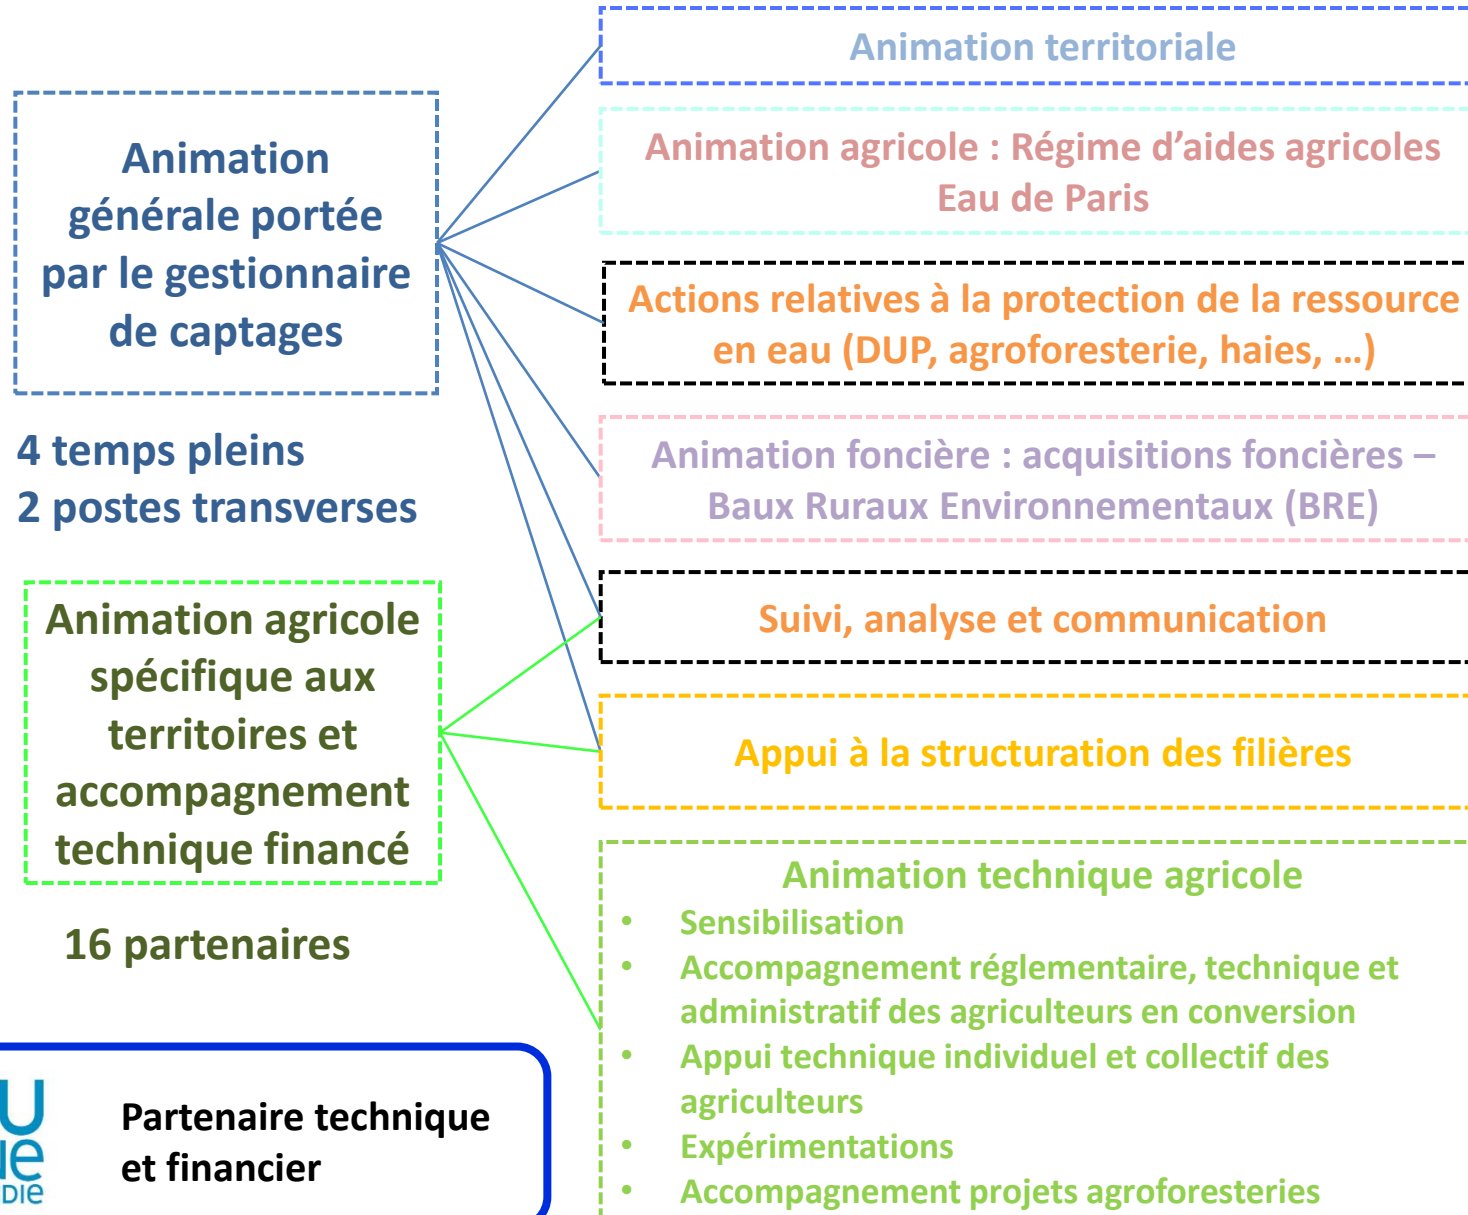 Animation
générale portée
par le gestionnaire
de captages
4 temps pleins
2 postes transverses
Animation agricole
spécifique aux
territoires et
accompagnement
technique financé
16 partenaires
Partenaire technique
et financier
Animation territoriale
Animation agricole : Régime d’aides agricoles
Eau de Paris
Actions relatives à la protection de la ressource
en eau (DUP, agroforesterie, haies, …)
Animation foncière : acquisitions foncières –
Baux Ruraux Environnementaux (BRE)
Suivi, analyse et communication
Appui à la structuration des filières
Animation technique agricole
• Sensibilisation
• Accompagnement réglementaire, technique et
administratif des agriculteurs en conversion
• Appui technique individuel et collectif des
agriculteurs
• Expérimentations
• Accompagnement projets agroforesteries